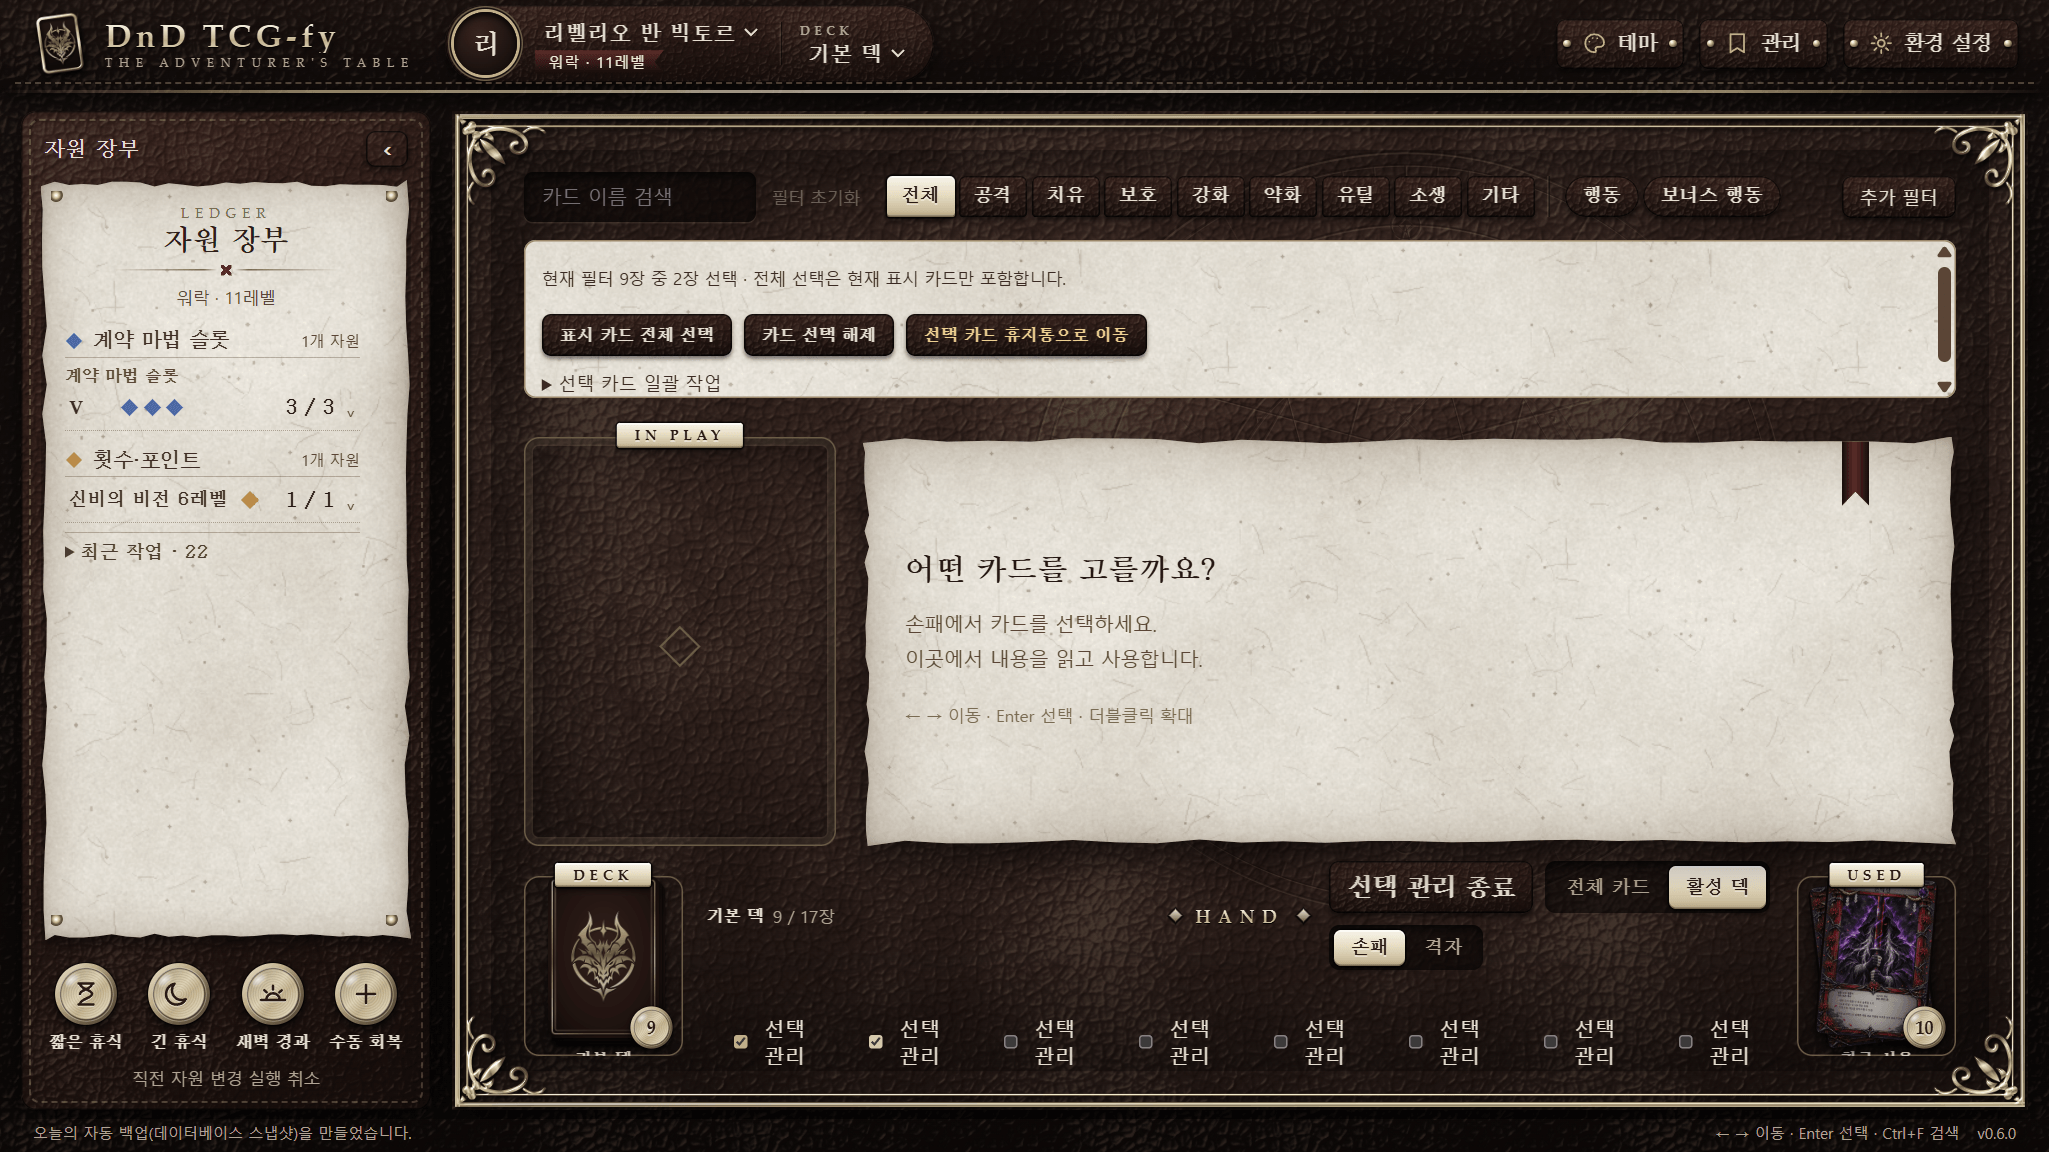 DnD TCG-fy
THE ADVENTURER'S TABLE
리
리벨리오 반 빅토르
워락 · 11레벨
DECK
기본 덱
테마
관리
환경 설정
자원 장부
LEDGER
자원 장부
워락 · 11레벨
계약 마법 슬롯 1개 자원
계약 마법 슬롯
V 3 / 3
횟수·포인트 1개 자원
신비의 비전 6레벨 1 / 1
▶ 최근 작업 · 22
짧은 휴식 긴 휴식 새벽 경과 수동 회복
직전 자원 변경 실행 취소
카드 이름 검색 필터 초기화 전체 공격 치유 보호 강화 약화 유틸 소생 기타 행동 보너스 행동 추가 필터
현재 필터 9장 중 2장 선택 · 전체 선택은 현재 표시 카드만 포함합니다.
표시 카드 전체 선택 카드 선택 해제 선택 카드 휴지통으로 이동
▶ 선택 카드 일괄 작업
IN PLAY
어떤 카드를 고를까요?
손패에서 카드를 선택하세요.
이곳에서 내용을 읽고 사용합니다.
← → 이동 · Enter 선택 · 더블클릭 확대
DECK
9
기본 덱 9 / 17장
HAND
선택 관리 종료 전체 카드 활성 덱
손패 격자
USED
10
선택 선택 선택 선택 선택 선택 선택 선택
관리 관리 관리 관리 관리 관리 관리 관리
오늘의 자동 백업(데이터베이스 스냅샷)을 만들었습니다.
← → 이동 · Enter 선택 · Ctrl+F 검색 v0.6.0